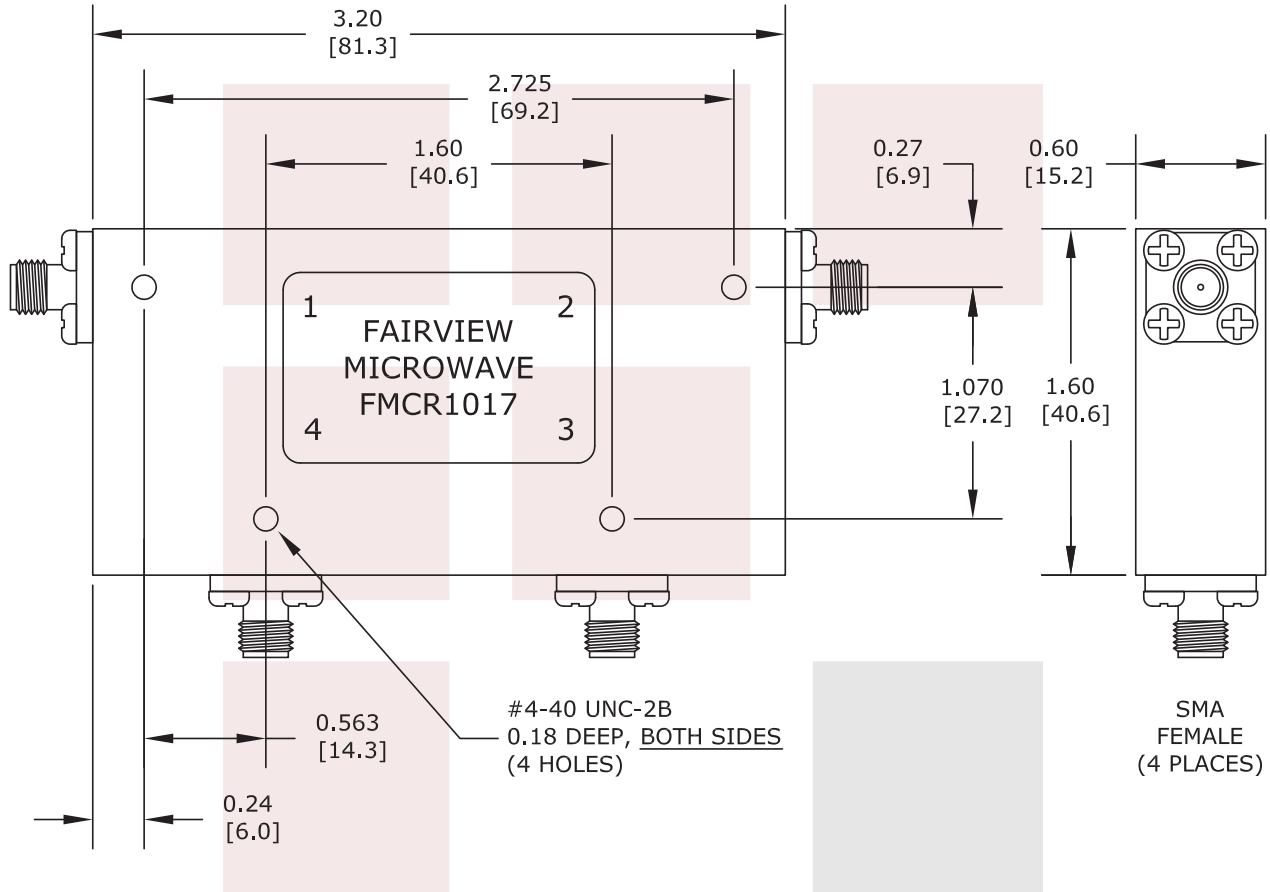 3.20
[81.3]
2.725
[69.2]
1.60
[40.6]
0.27
[6.9]
0.60
[15.2]
1
2
FAIRVIEW
MICROWAVE
FMCR1017
4
3
1.070
[27.2]
1.60
[40.6]
0.563
[14.3]
#4-40 UNC-2B
0.18 DEEP, BOTH SIDES
(4 HOLES)
SMA
FEMALE
(4 PLACES)
0.24
[6.0]